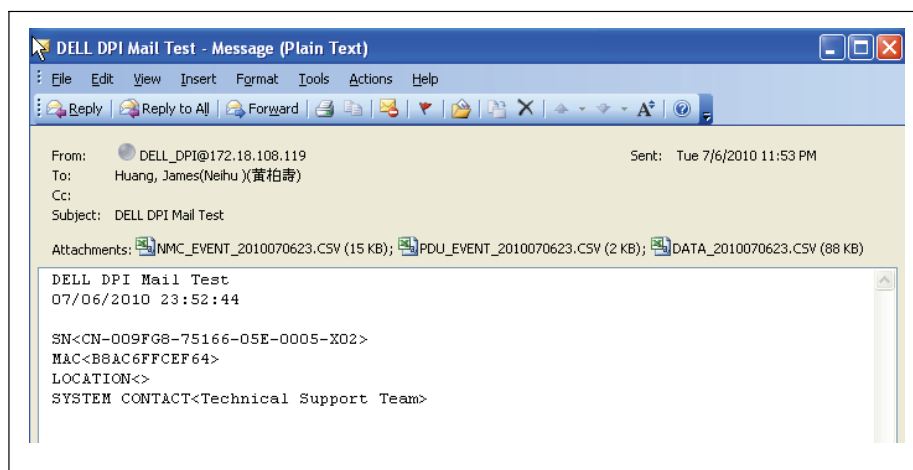 DELL DPI Mail Test - Message (Plain Text)
File Edit View Insert Format Tools Actions Help
Reply Reply to All Forward
From: DELL_DPI@172.18.108.119 Sent: Tue 7/6/2010 11:53 PM
To: Huang, James(Neihu )(黃柏壽)
Cc:
Subject: DELL DPI Mail Test
Attachments: NMC_EVENT_2010070623.CSV (15 KB); PDU_EVENT_2010070623.CSV (2 KB); DATA_2010070623.CSV (88 KB)
DELL DPI Mail Test
07/06/2010 23:52:44
SN<CN-009FG8-75166-05E-0005-X02>
MAC<B8AC6FFCEF64>
LOCATION<>
SYSTEM CONTACT<Technical Support Team>